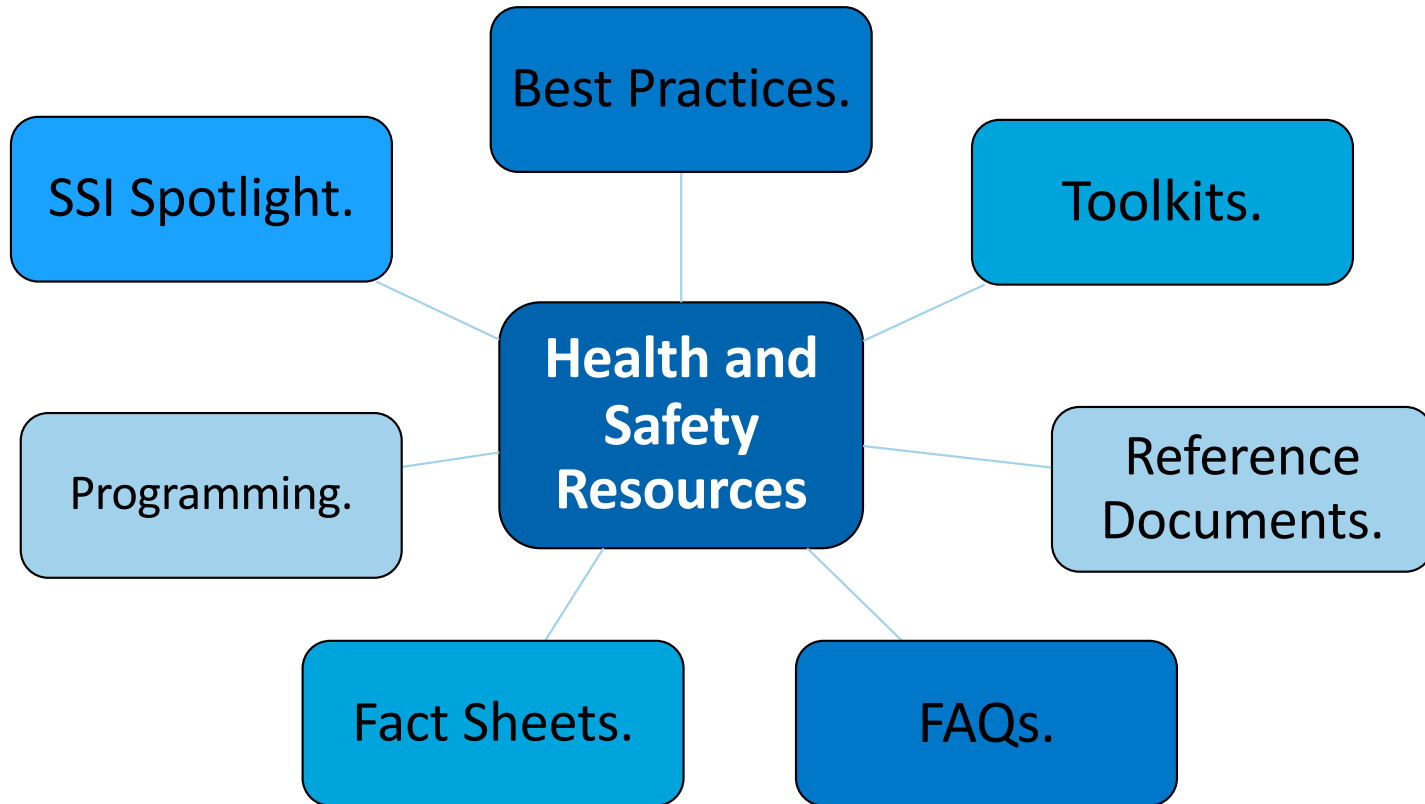 Best Practices.
SSI Spotlight.
Toolkits.
Health and
Safety
Resources
Programming.
Reference
Documents.
Fact Sheets.
FAQs.